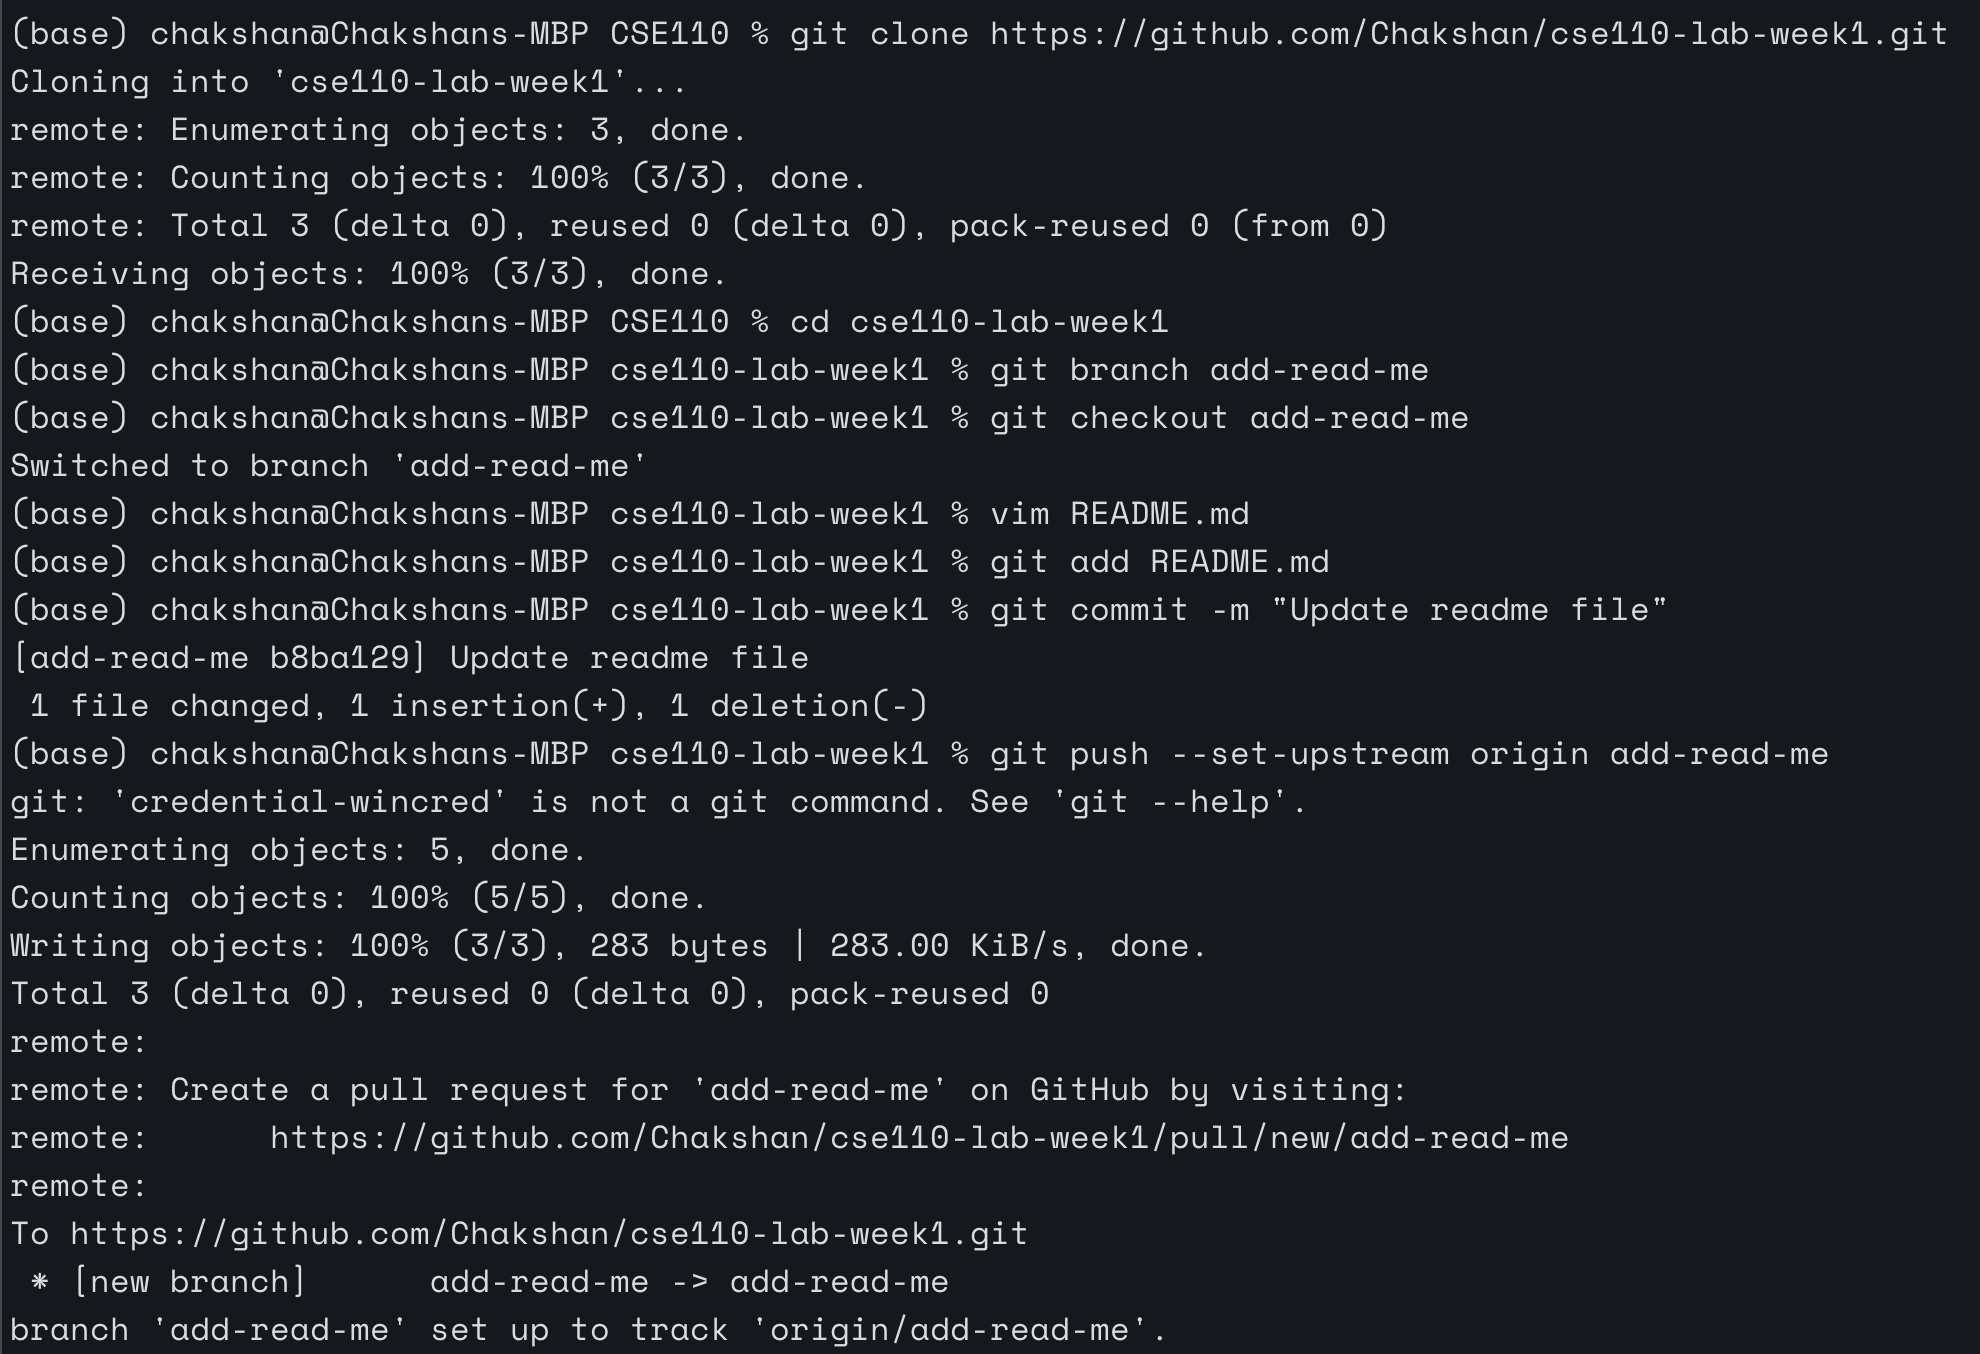 (base) chakshan@Chakshans-MBP CSE110 % git clone https://github.com/Chakshan/cse110-lab-week1.git
Cloning into 'cse110-lab-week1'...
remote: Enumerating objects: 3, done.
remote: Counting objects: 100% (3/3), done.
remote: Total 3 (delta 0), reused 0 (delta 0), pack-reused 0 (from 0)
Receiving objects: 100% (3/3), done.
(base) chakshan@Chakshans-MBP CSE110 % cd cse110-lab-week1
(base) chakshan@Chakshans-MBP cse110-lab-week1 % git branch add-read-me
(base) chakshan@Chakshans-MBP cse110-lab-week1 % git checkout add-read-me
Switched to branch 'add-read-me'
(base) chakshan@Chakshans-MBP cse110-lab-week1 % vim README.md
(base) chakshan@Chakshans-MBP cse110-lab-week1 % git add README.md
(base) chakshan@Chakshans-MBP cse110-lab-week1 % git commit -m "Update readme file"
[add-read-me b8ba129] Update readme file
 1 file changed, 1 insertion(+), 1 deletion(-)
(base) chakshan@Chakshans-MBP cse110-lab-week1 % git push --set-upstream origin add-read-me
git: 'credential-wincred' is not a git command. See 'git --help'.
Enumerating objects: 5, done.
Counting objects: 100% (5/5), done.
Writing objects: 100% (3/3), 283 bytes | 283.00 KiB/s, done.
Total 3 (delta 0), reused 0 (delta 0), pack-reused 0
remote:
remote: Create a pull request for 'add-read-me' on GitHub by visiting:
remote:      https://github.com/Chakshan/cse110-lab-week1/pull/new/add-read-me
remote:
To https://github.com/Chakshan/cse110-lab-week1.git
 * [new branch]      add-read-me -> add-read-me
branch 'add-read-me' set up to track 'origin/add-read-me'.